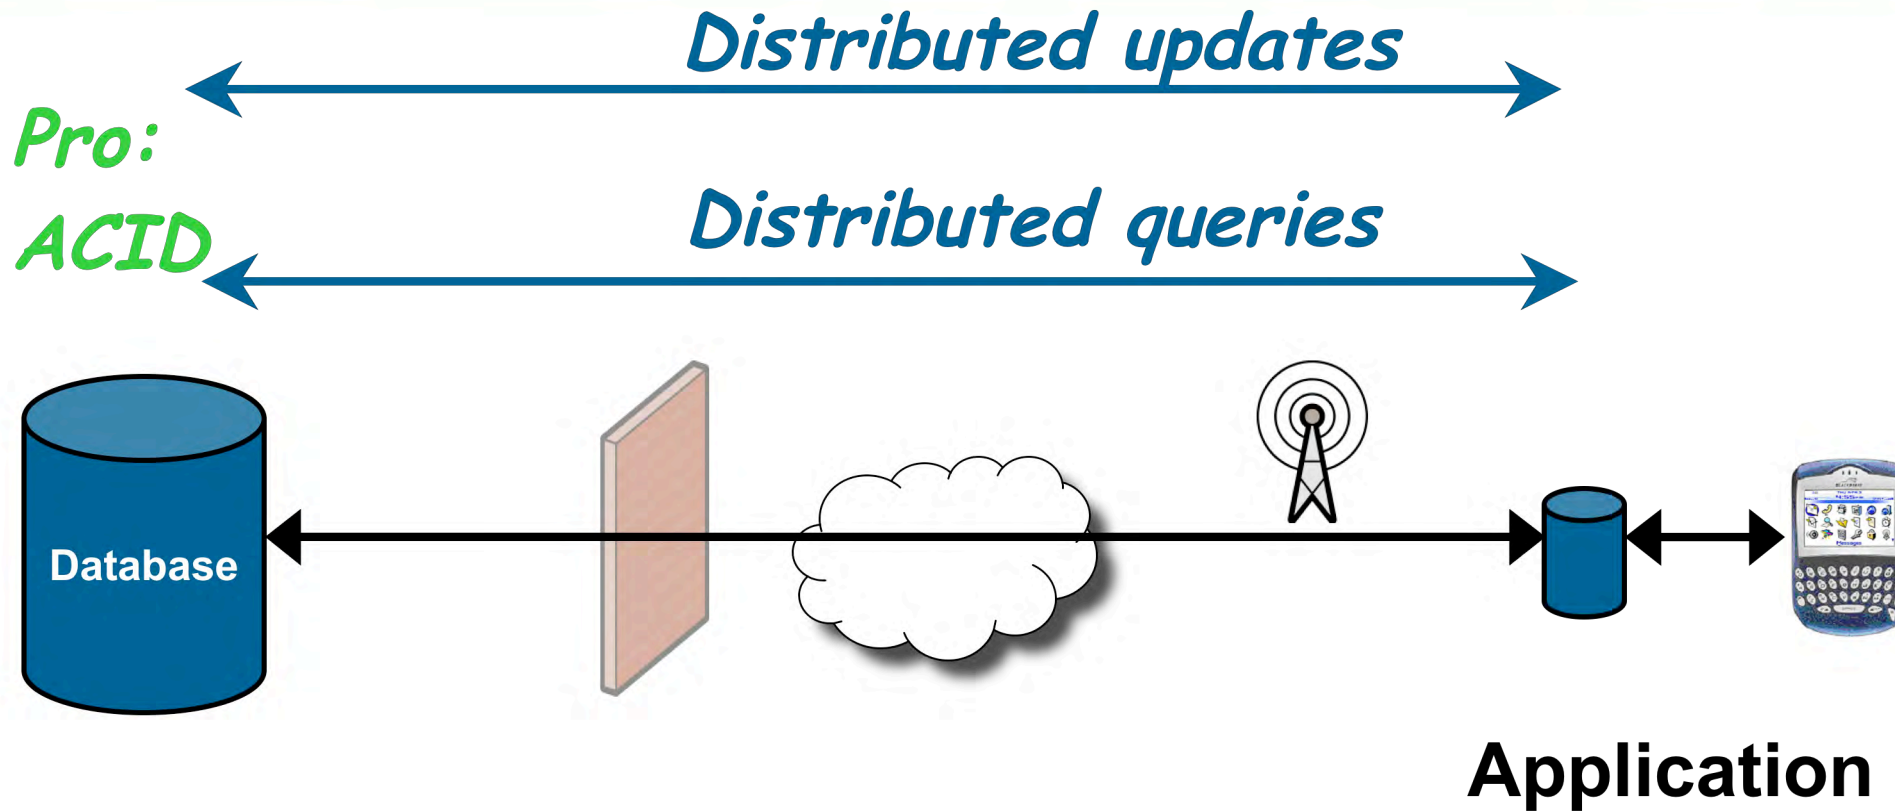 Distributed updates
Pro:
ACID
Distributed queries
Database
Application